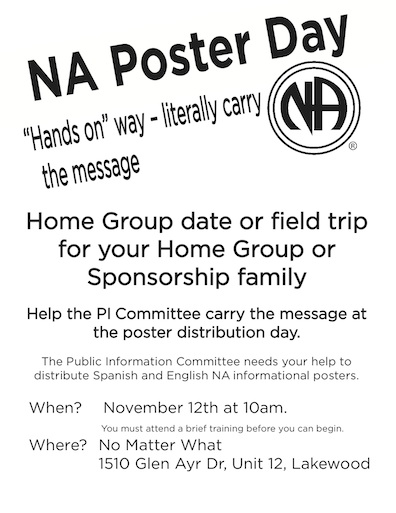 NA Poster Day
“Hands on” way – literally carry
the message
NA
®
Home Group date or field trip
for your Home Group or
Sponsorship family
Help the PI Committee carry the message at
the poster distribution day.
The Public Information Committee needs your help to
distribute Spanish and English NA informational posters.
When? November 12th at 10am.
You must attend a brief training before you can begin.
Where? No Matter What
1510 Glen Ayr Dr, Unit 12, Lakewood